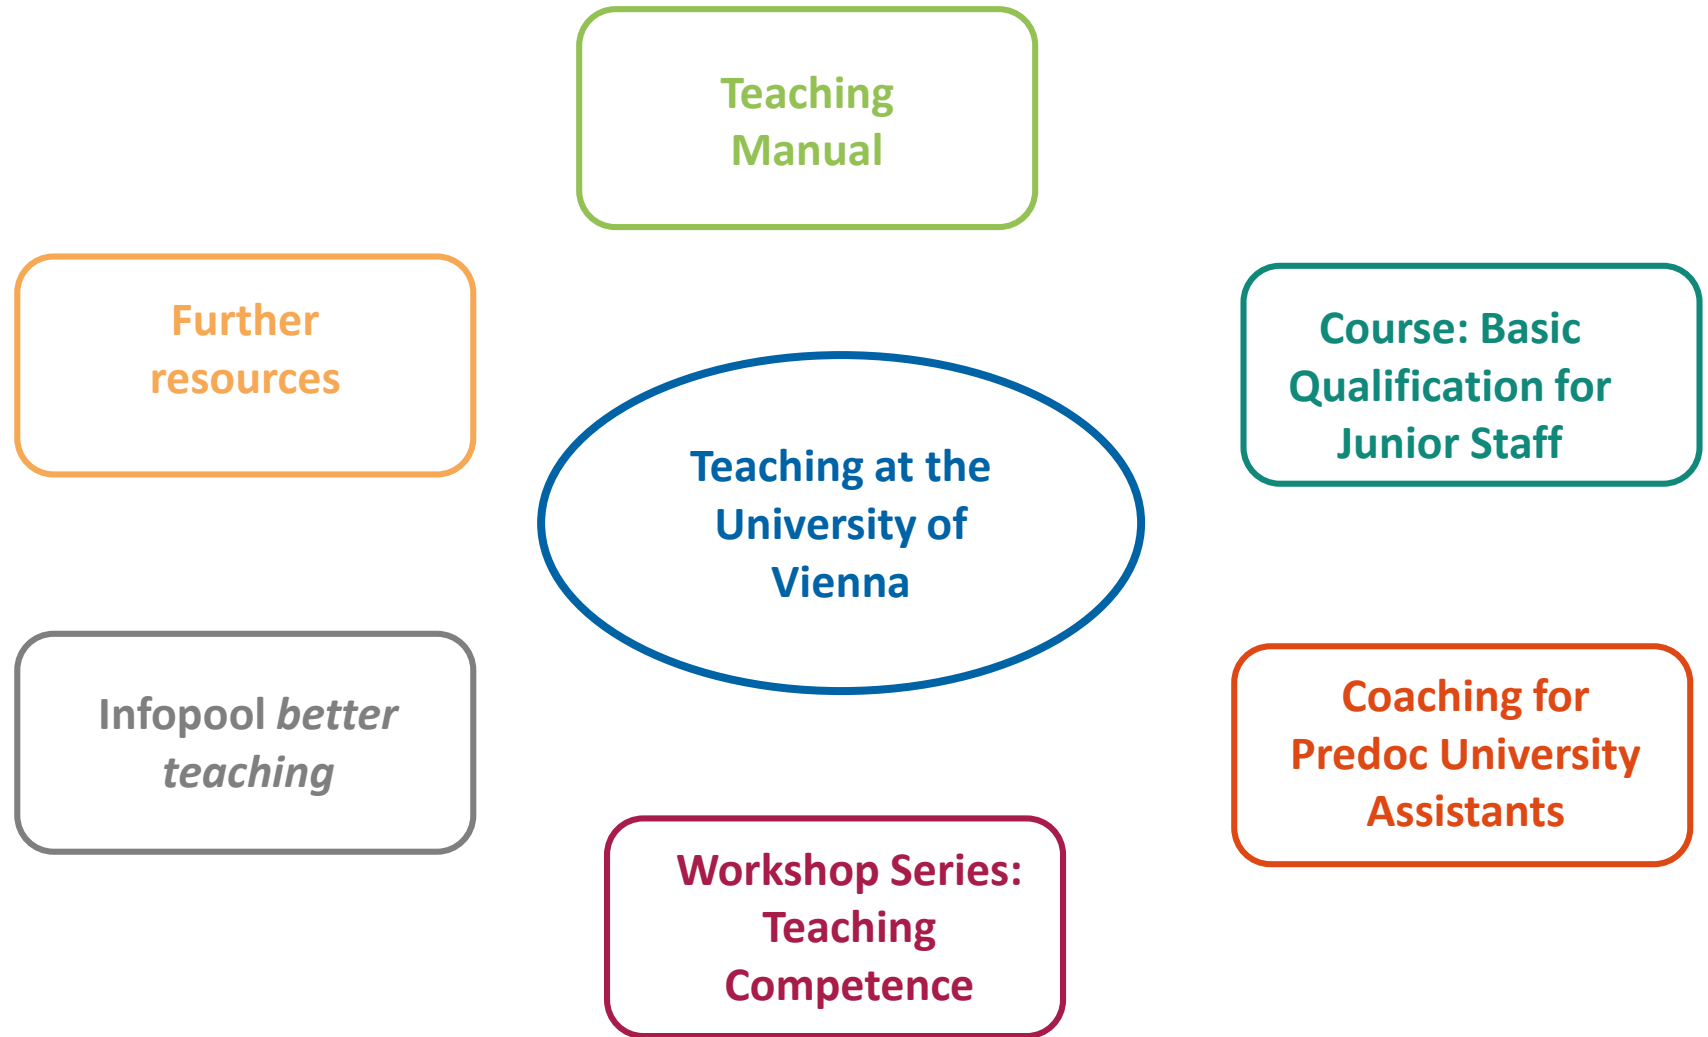 Teaching
Manual
Further
resources
Course: Basic
Qualification for
Junior Staff
Teaching at the
University of
Vienna
Infopool better
teaching
Coaching for
Predoc University
Assistants
Workshop Series:
Teaching
Competence